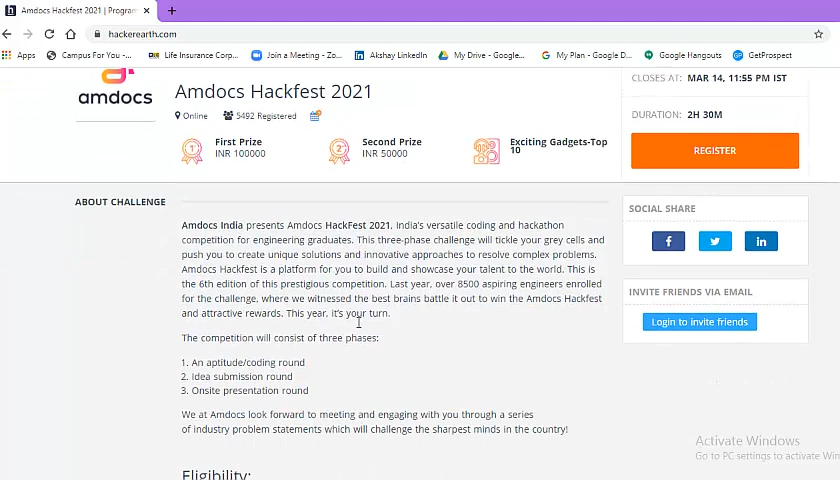 Amdocs Hackfest 2021 | Program
hackerearth.com
Apps
Campus For You -...
Life Insurance Corp...
Join a Meeting - Zo...
Akshay LinkedIn
My Drive - Google...
My Plan - Google D...
Google Hangouts
GetProspect
amdocs
Amdocs Hackfest 2021
Online
5492 Registered
First Prize
INR 100000
Second Prize
INR 50000
Exciting Gadgets-Top
10
CLOSES AT: MAR 14, 11:55 PM IST
DURATION: 2H 30M
REGISTER
ABOUT CHALLENGE
Amdocs India presents Amdocs HackFest 2021, India's versatile coding and hackathon
competition for engineering graduates. This three-phase challenge will tickle your grey cells and
push you to create unique solutions and innovative approaches to resolve complex problems.
Amdocs Hackfest is a platform for you to build and showcase your talent to the world. This is
the 6th edition of this prestigious competition. Last year, over 8500 aspiring engineers enrolled
for the challenge, where we witnessed the best brains battle it out to win the Amdocs Hackfest
and attractive rewards. This year, it's your turn.
The competition will consist of three phases:
1. An aptitude/coding round
2. Idea submission round
3. Onsite presentation round
We at Amdocs look forward to meeting and engaging with you through a series
of industry problem statements which will challenge the sharpest minds in the country!
Eligibility:
SOCIAL SHARE
INVITE FRIENDS VIA EMAIL
Login to invite friends
Activate Windows
Go to PC settings to activate Win